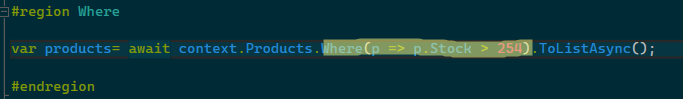 #region Where
var products= await context.Products.Where(p => p.Stock > 254).ToListAsync();
#endregion